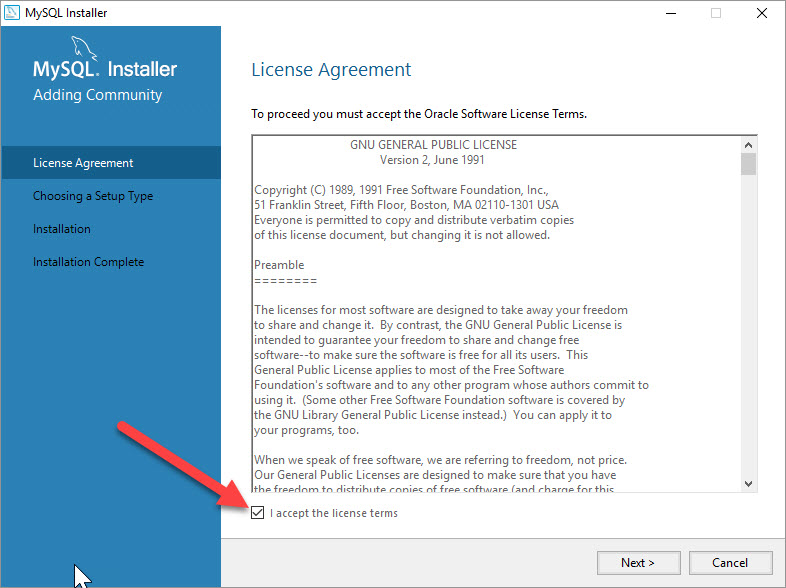 MySQL Installer
MySQL® Installer
Adding Community
License Agreement
Choosing a Setup Type
Installation
Installation Complete
License Agreement
To proceed you must accept the Oracle Software License Terms.
GNU GENERAL PUBLIC LICENSE
Version 2, June 1991
Copyright (C) 1989, 1991 Free Software Foundation, Inc.,
51 Franklin Street, Fifth Floor, Boston, MA 02110-1301 USA
Everyone is permitted to copy and distribute verbatim copies
of this license document, but changing it is not allowed.
Preamble
========
The licenses for most software are designed to take away your freedom
to share and change it.  By contrast, the GNU General Public License is
intended to guarantee your freedom to share and change free
software--to make sure the software is free for all its users.  This
General Public License applies to most of the Free Software
Foundation's software and to any other program whose authors commit to
using it.  (Some other Free Software Foundation software is covered by
the GNU Library General Public License instead.)  You can apply it to
your programs, too.
When we speak of free software, we are referring to freedom, not price.
Our General Public Licenses are designed to make sure that you have
the freedom to distribute copies of free software (and charge for this
I accept the license terms
Next >
Cancel